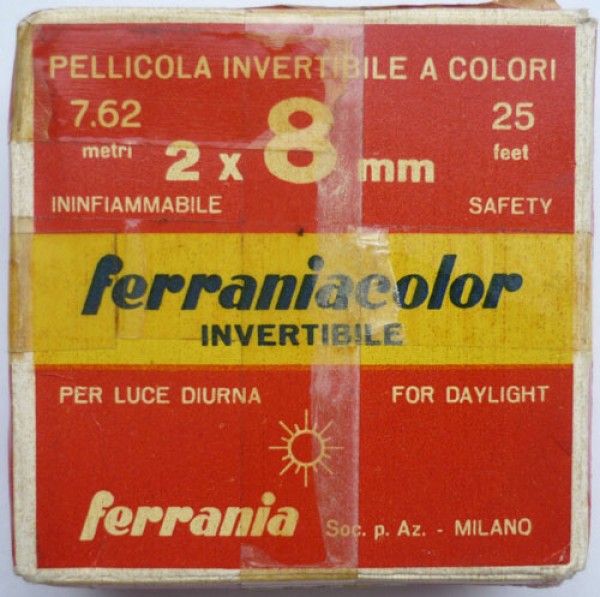 PELLICOLA INVERTIBILE A COLORI
7.62 metri 2 x 8 mm 25 feet
ININFIAMMABILE SAFETY
ferraniacolor
INVERTIBILE
PER LUCE DIURNA FOR DAYLIGHT
ferrania Soc. p. Az. - MILANO